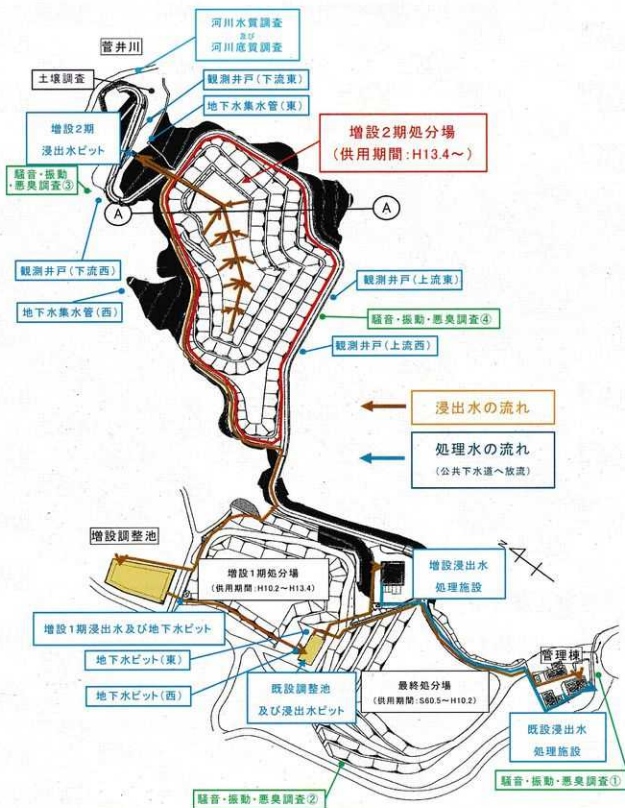 河川水質調査
及び
河川底質調査
菅井川
土壌調査
観測井戸(下流東)
地下水集水管(東)
増設2期
浸出水ピット
増設2期処分場
(供用期間:H13.4~)
騒音・振動
・悪臭調査③
A
A
観測井戸(下流西)
観測井戸(上流東)
地下水集水管(西)
騒音・振動・悪臭調査④
観測井戸(上流西)
浸出水の流れ
処理水の流れ
(公共下水道へ放流)
増設調整池
増設1期処分場
(供用期間:H10.2~H13.4)
増設浸出水
処理施設
N
増設1期浸出水及び地下水ピット
地下水ピット(東)
管理棟
地下水ピット(西)
既設調整池
及び浸出水ピット
最終処分場
(供用期間:S60.5~H10.2)
既設浸出水
処理施設
騒音・振動・悪臭調査①
騒音・振動・悪臭調査②